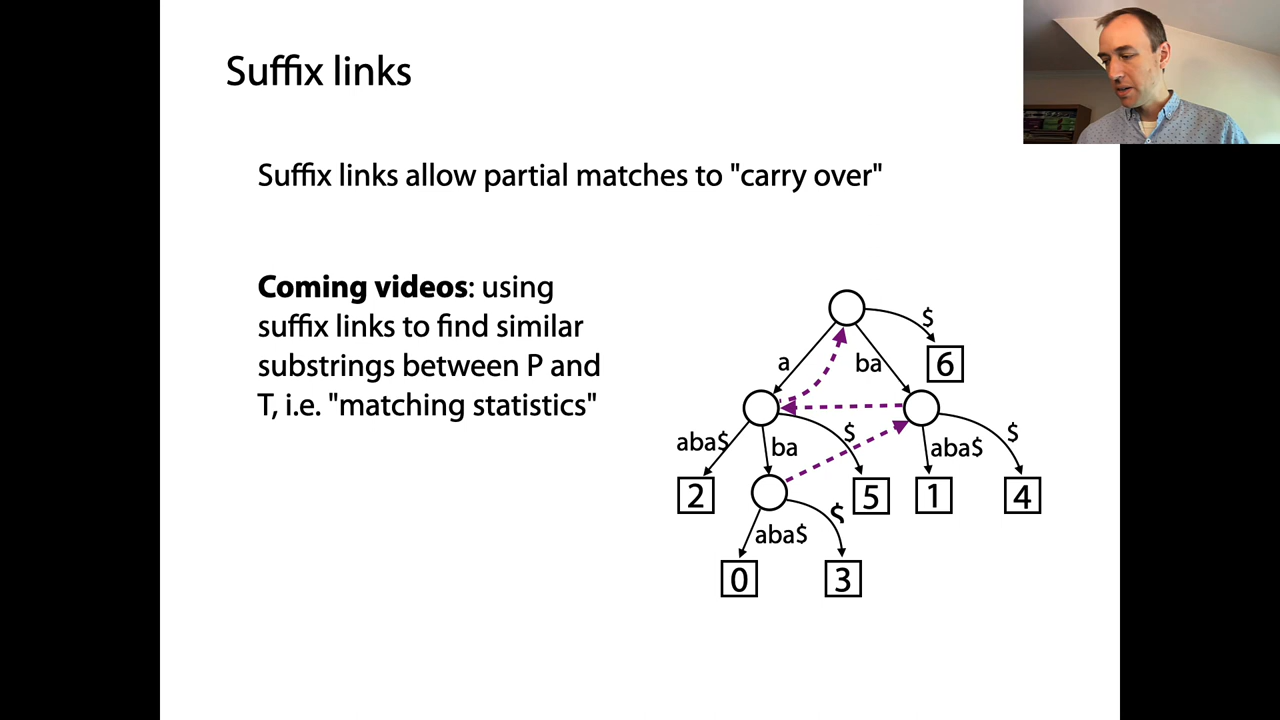 Suffix links
Suffix links allow partial matches to "carry over"
Coming videos: using
suffix links to find similar
substrings between P and
T, i.e. "matching statistics"
$
a
ba
6
aba$
ba
$
aba$
$
2
5
1
4
aba$
$
0
3